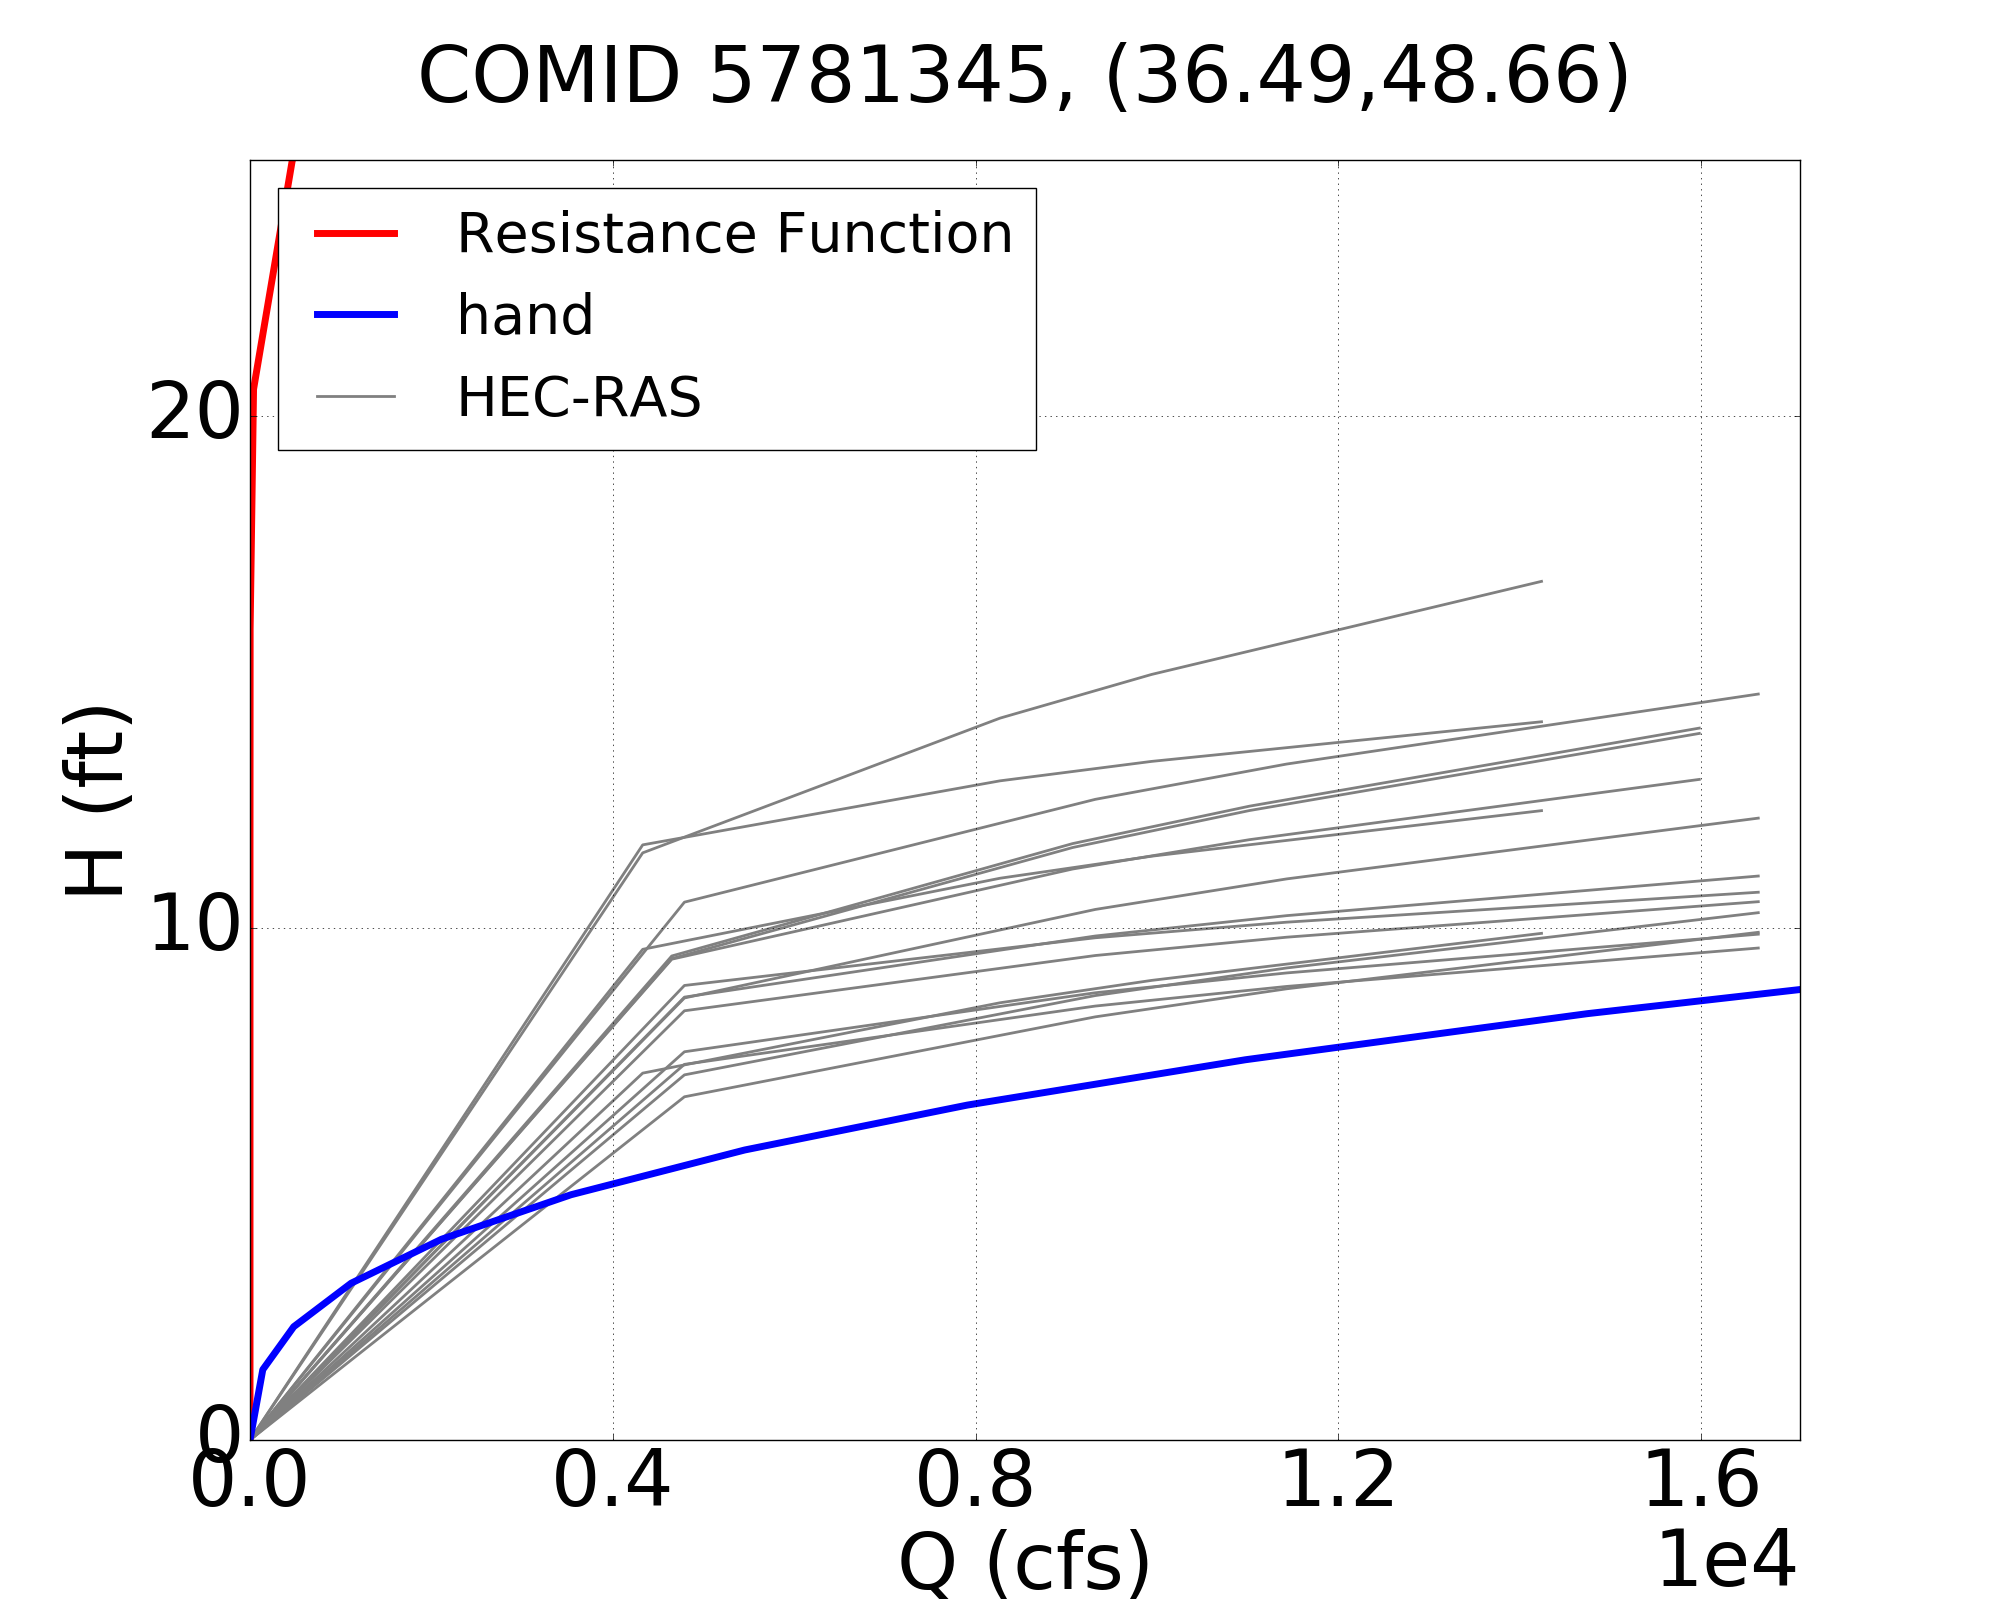 COMID 5781345, (36.49,48.66)
Resistance Function
hand
HEC-RAS
20
10
0
H (ft)
0.0 0.4 0.8 1.2 1.6
1e4
Q (cfs)